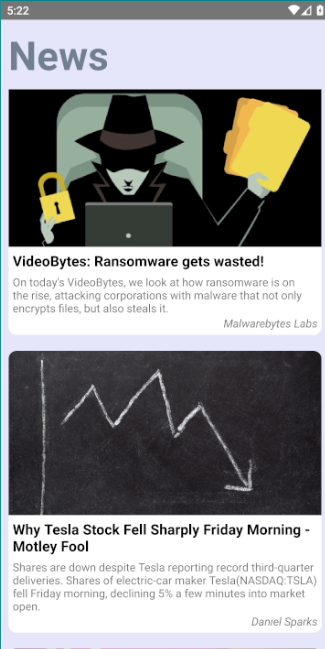 5:22
News
VideoBytes: Ransomware gets wasted!
On today's VideoBytes, we look at how ransomware is on
the rise, attacking corporations with malware that not only
encrypts files, but also steals it.
Malwarebytes Labs
Why Tesla Stock Fell Sharply Friday Morning -
Motley Fool
Shares are down despite Tesla reporting record third-quarter
deliveries. Shares of electric-car maker Tesla(NASDAQ:TSLA)
fell Friday morning, declining 5% a few minutes into market
open.
Daniel Sparks